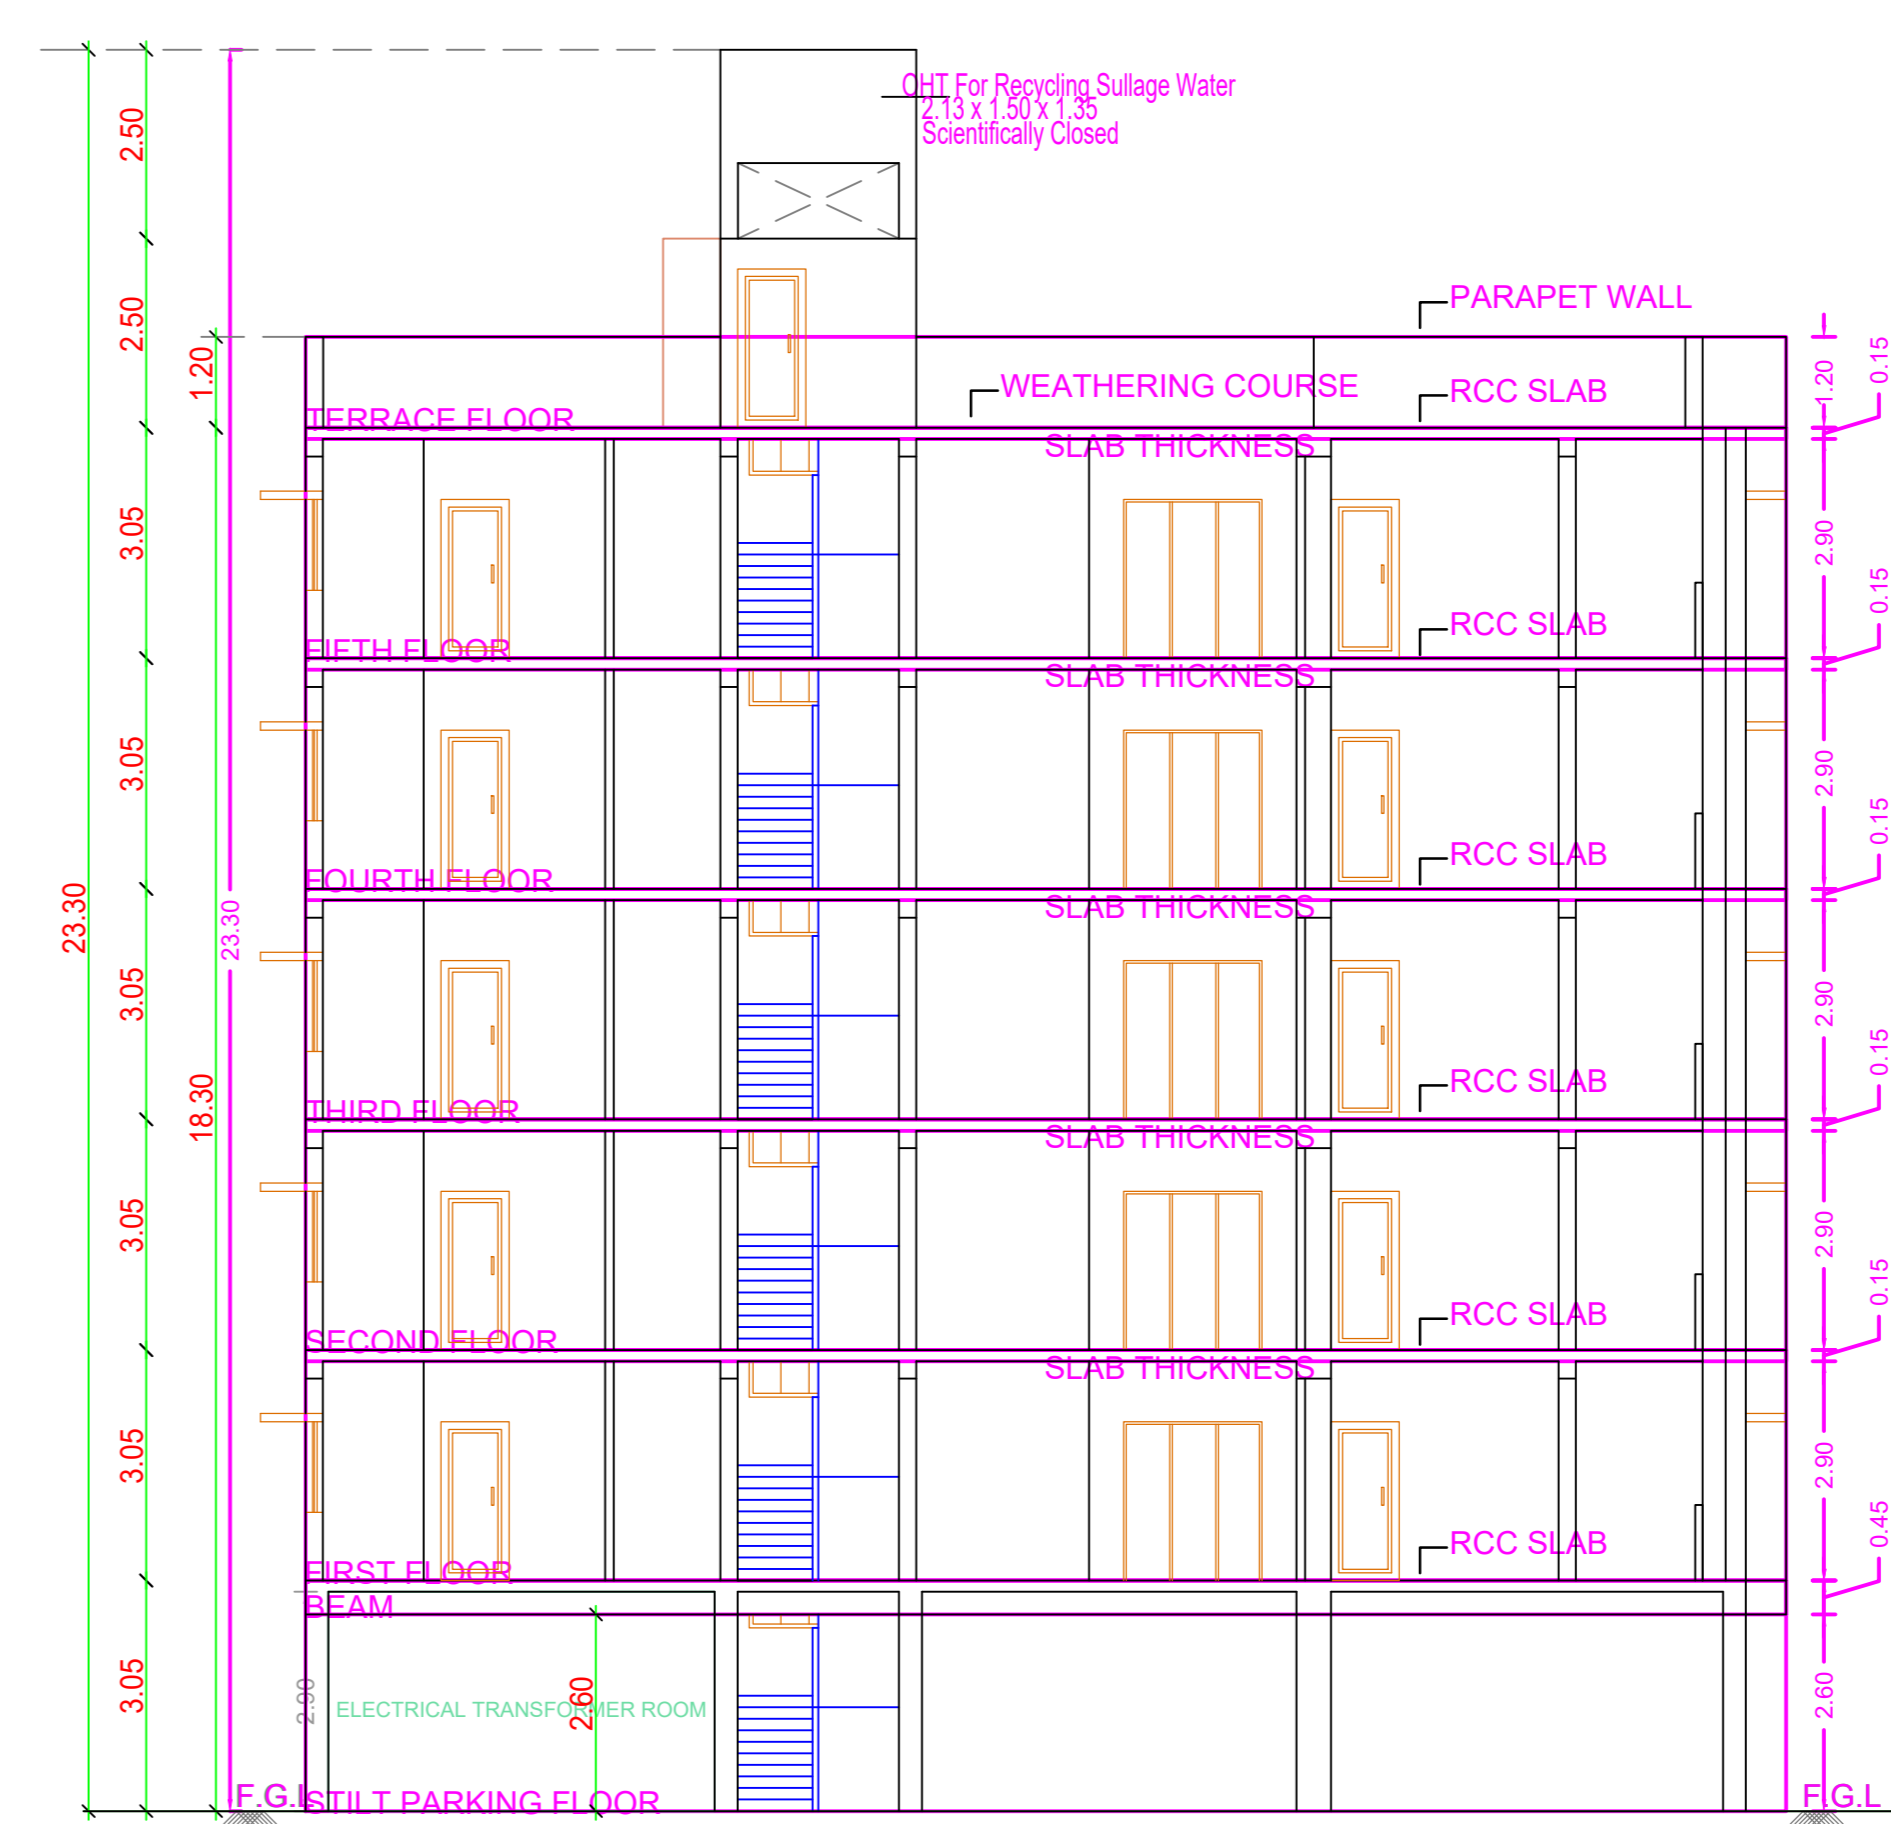 OHT For Recycling Sullage Water
2.13 x 1.50 x 1.35
Scientifically Closed
2.50
2.50
1.20
PARAPET WALL
WEATHERING COURSE
RCC SLAB
1.20
0.15
TERRACE FLOOR
SLAB THICKNESS
3.05
2.90
0.15
RCC SLAB
FIFTH FLOOR
SLAB THICKNESS
3.05
2.90
0.15
RCC SLAB
FOURTH FLOOR
SLAB THICKNESS
23.30
23.30
3.05
2.90
0.15
18.30
RCC SLAB
THIRD FLOOR
SLAB THICKNESS
3.05
2.90
0.15
RCC SLAB
SECOND FLOOR
SLAB THICKNESS
3.05
2.90
0.45
RCC SLAB
FIRST FLOOR
BEAM
3.05
2.90
ELECTRICAL TRANSFORMER ROOM
2.60
2.60
F.G.L
STILT PARKING FLOOR
F.G.L